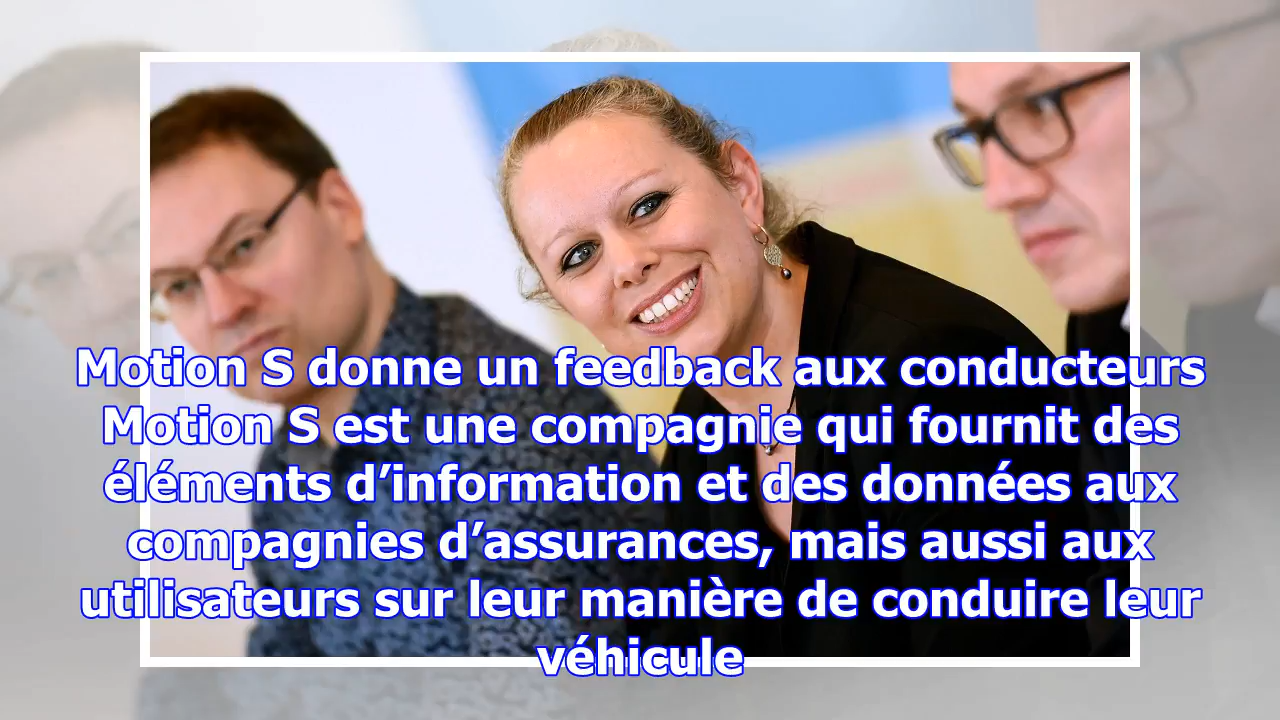 Motion S donne un feedback aux conducteurs
Motion S est une compagnie qui fournit des
éléments d’information et des données aux
compagnies d’assurances, mais aussi aux
utilisateurs sur leur manière de conduire leur
véhicule